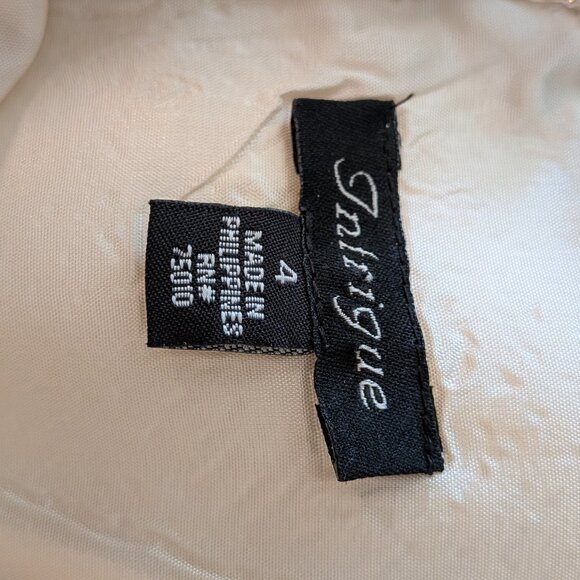 Intrigue
4
MADE IN
PHILIPPINES
RN#
75010